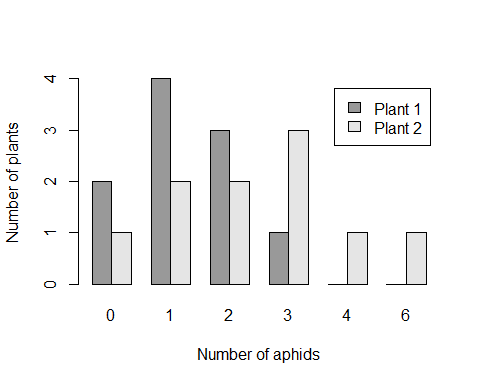 Number of plants
4
3
2
1
0
Plant 1
Plant 2
0 1 2 3 4 6
Number of aphids